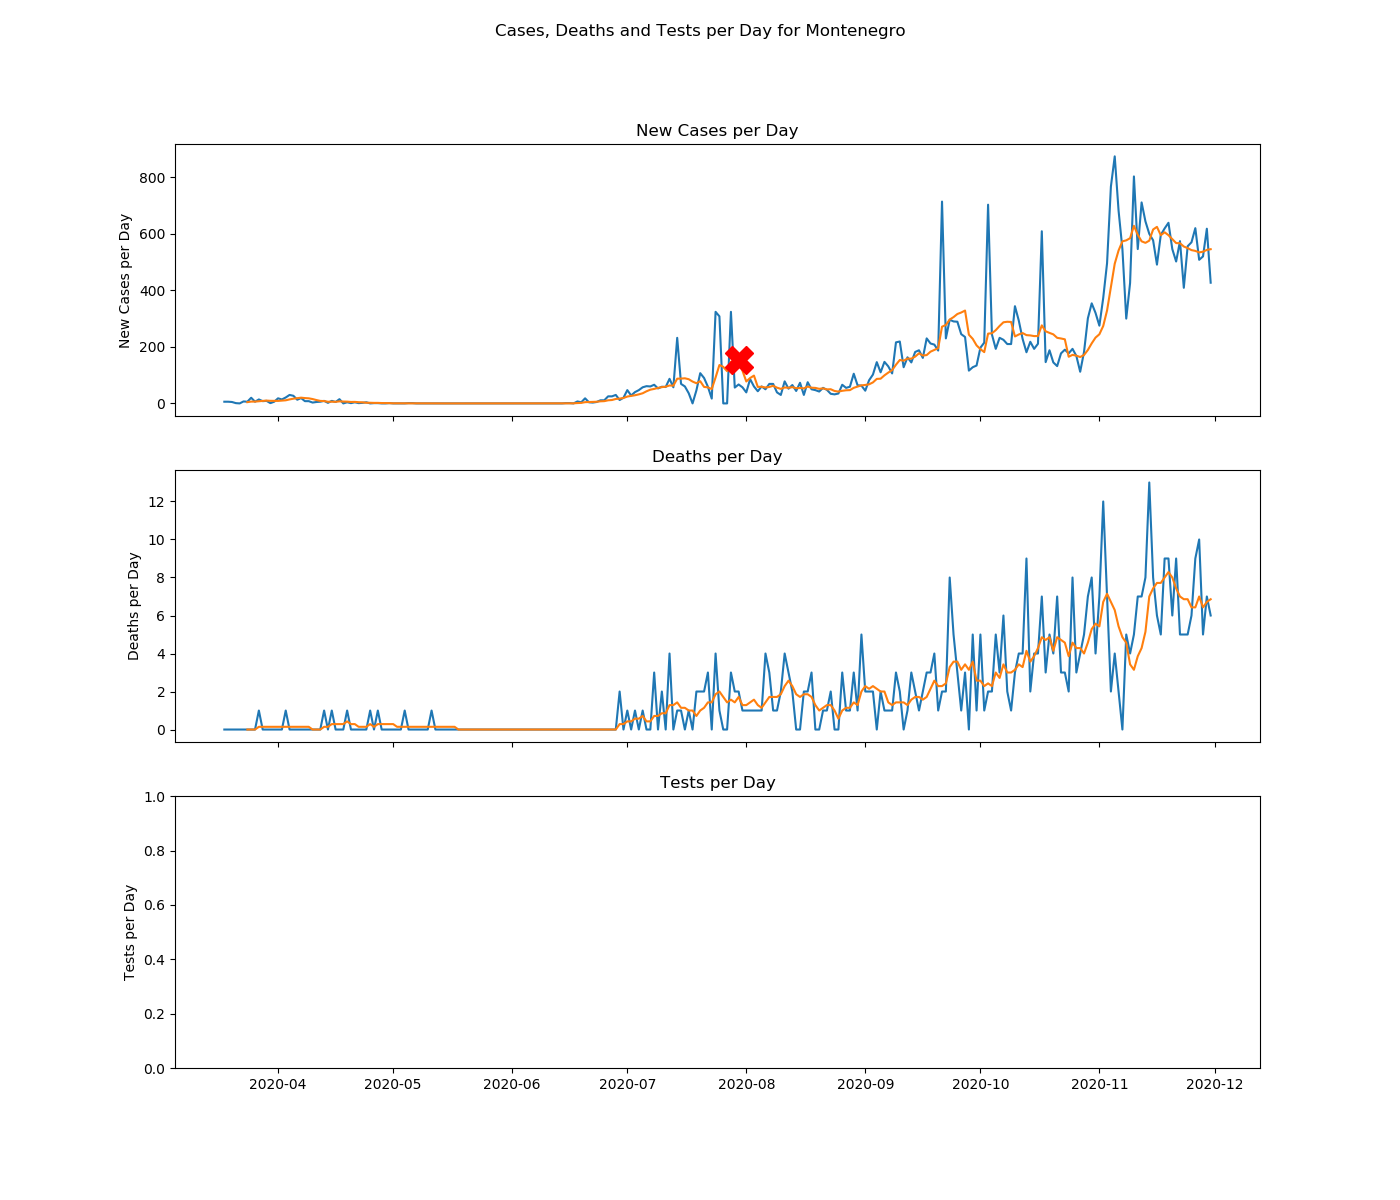 Cases, Deaths and Tests per Day for Montenegro
New Cases per Day
New Cases per Day
800
600
400
200
0
Deaths per Day
Deaths per Day
12
10
8
6
4
2
0
Tests per Day
Tests per Day
1.0
0.8
0.6
0.4
0.2
0.0
2020-04 2020-05 2020-06 2020-07 2020-08 2020-09 2020-10 2020-11 2020-12